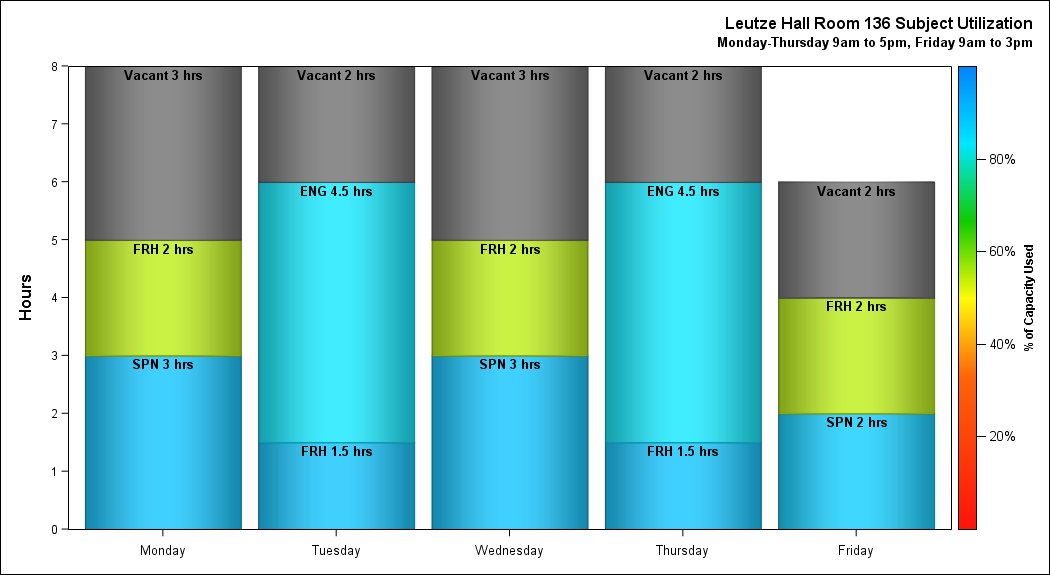 Leutze Hall Room 136 Subject Utilization
Monday-Thursday 9am to 5pm, Friday 9am to 3pm
Hours
8
7
6
5
4
3
2
1
0
Vacant 3 hrs
FRH 2 hrs
SPN 3 hrs
Vacant 2 hrs
ENG 4.5 hrs
FRH 1.5 hrs
Vacant 3 hrs
FRH 2 hrs
SPN 3 hrs
Vacant 2 hrs
ENG 4.5 hrs
FRH 1.5 hrs
Vacant 2 hrs
FRH 2 hrs
SPN 2 hrs
Monday
Tuesday
Wednesday
Thursday
Friday
80%
60%
40%
20%
% of Capacity Used